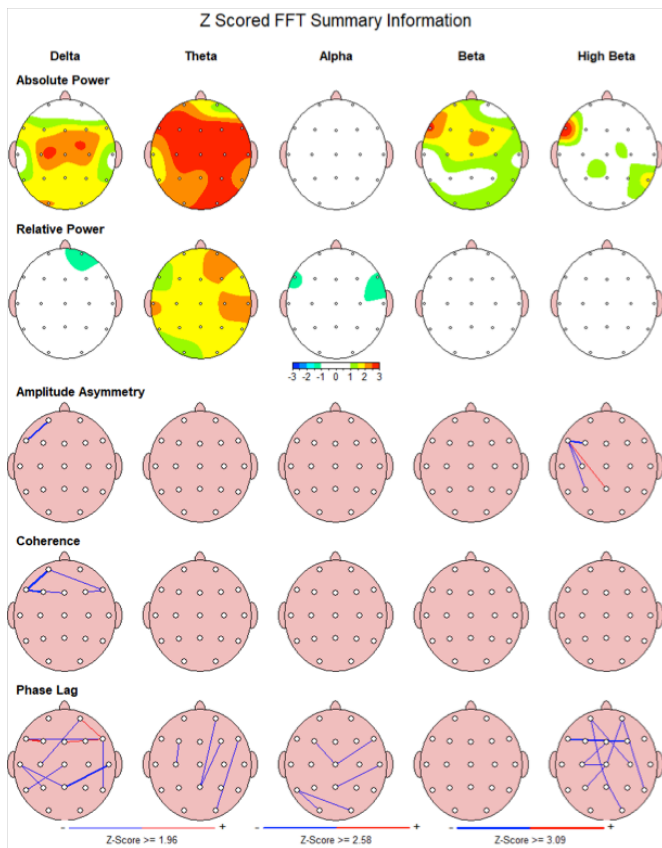 Z Scored FFT Summary Information
Delta Theta Alpha Beta High Beta
Absolute Power
Relative Power
-3 -2 -1 0 1 2 3
Amplitude Asymmetry
Coherence
Phase Lag
- + - + - +
Z-Score >= 1.96 Z-Score >= 2.58 Z-Score >= 3.09